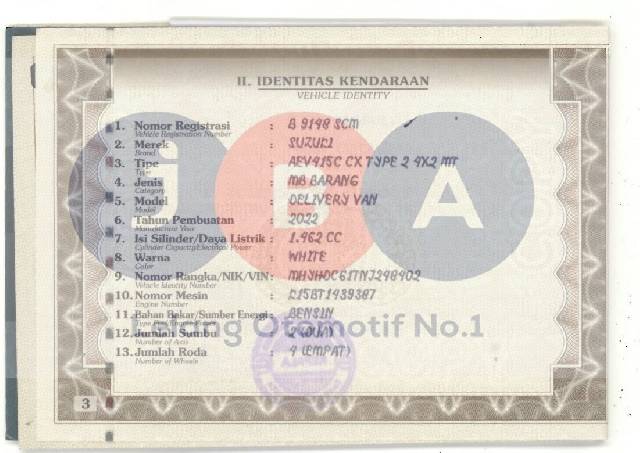 II. IDENTITAS KENDARAAN
VEHICLE IDENTITY
1. Nomor Registrasi : B 9198 SCM
Vehicle Registration Number
2. Merek : SUZUKI
Brand
3. Tipe : AEV415C CX TYPE 2 4X2 MT
Type
4. Jenis : MB BARANG
Category
5. Model : DELIVERY VAN
Model
6. Tahun Pembuatan : 2022
Manufacture Year
7. Isi Silinder/Daya Listrik : 1.462 CC
Cylinder Capacity/Electrical Power
8. Warna : WHITE
Color
9. Nomor Rangka/NIK/VIN :
Vehicle Identity Number
10. Nomor Mesin :
Engine Number
11. Bahan Bakar/Sumber Energi : BENSIN
12. Jumlah Sumbu : 2 (DUA)
Number of Axis
13. Jumlah Roda : 4 (EMPAT)
Number of Wheels
IBA
Lelang Otomotif No.1
3